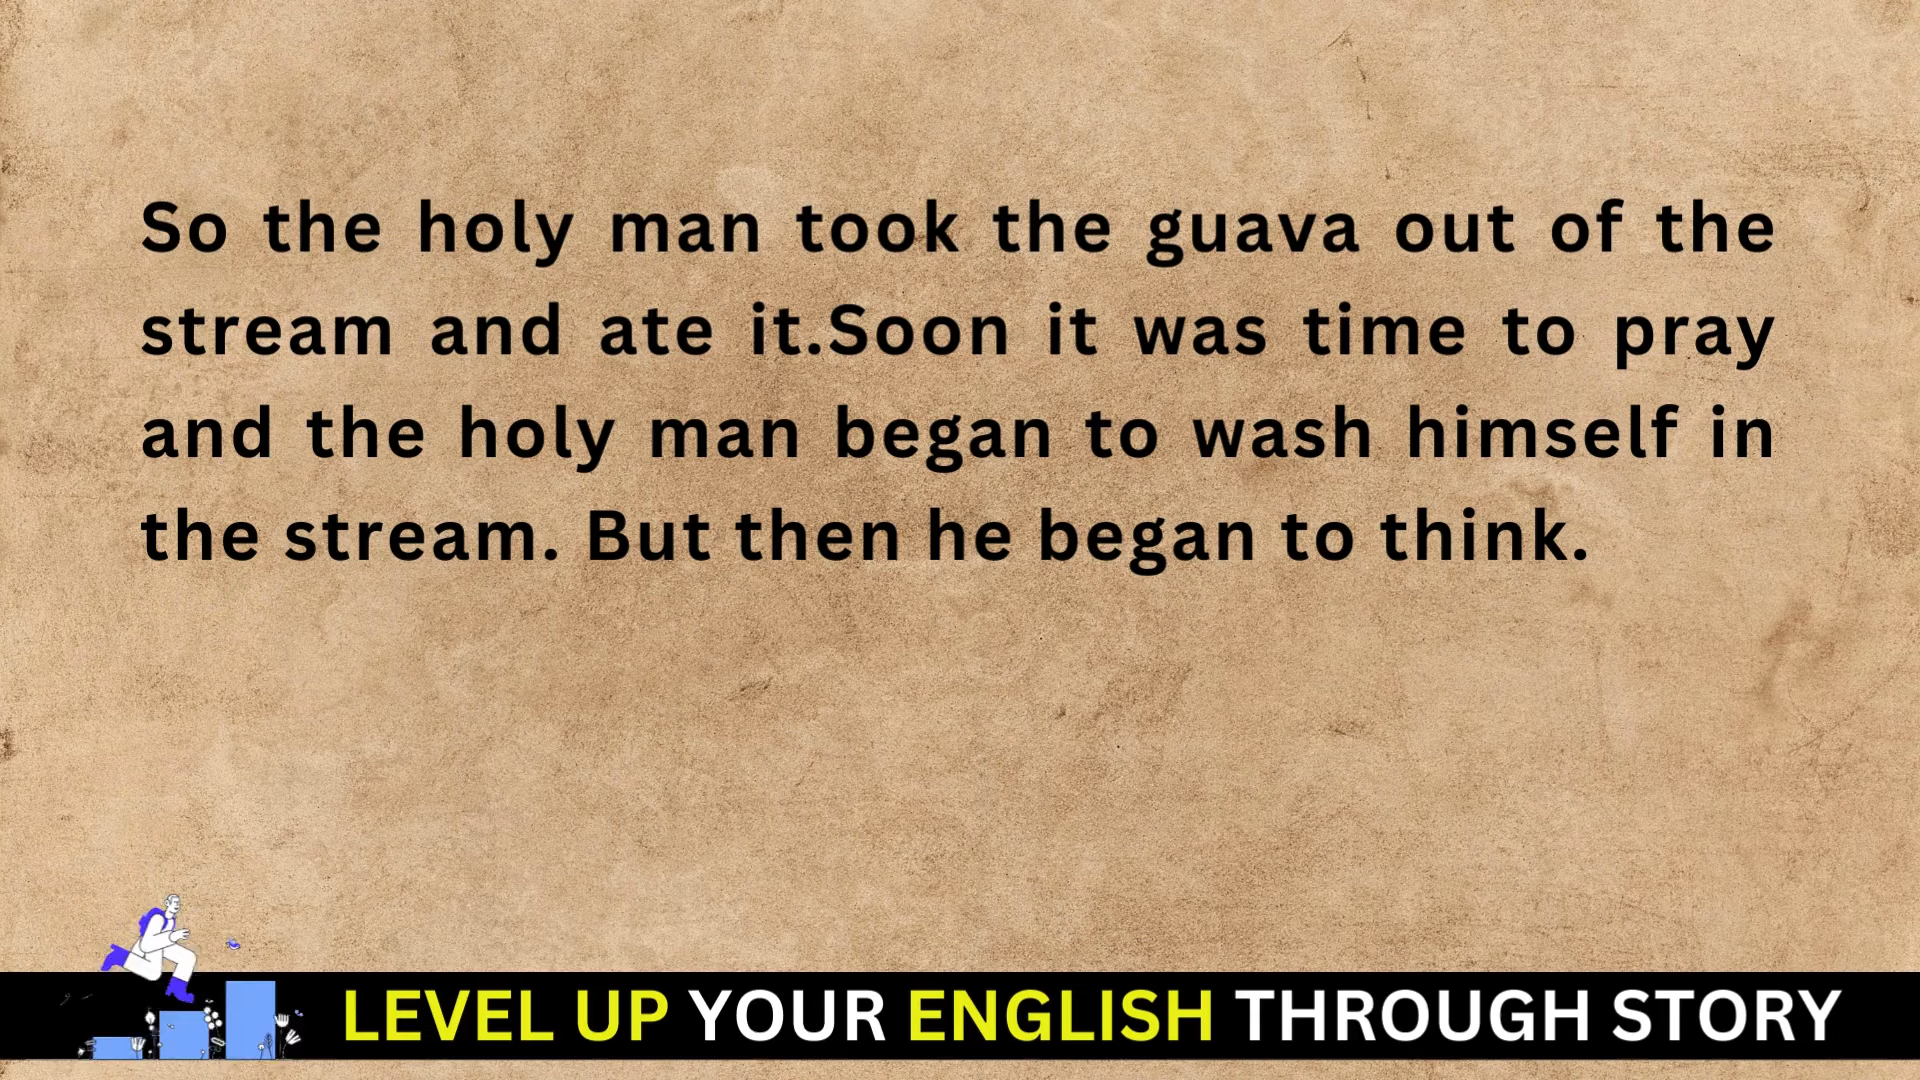 So the holy man took the guava out of the
stream and ate it.Soon it was time to pray
and the holy man began to wash himself in
the stream. But then he began to think.
LEVEL UP YOUR ENGLISH THROUGH STORY